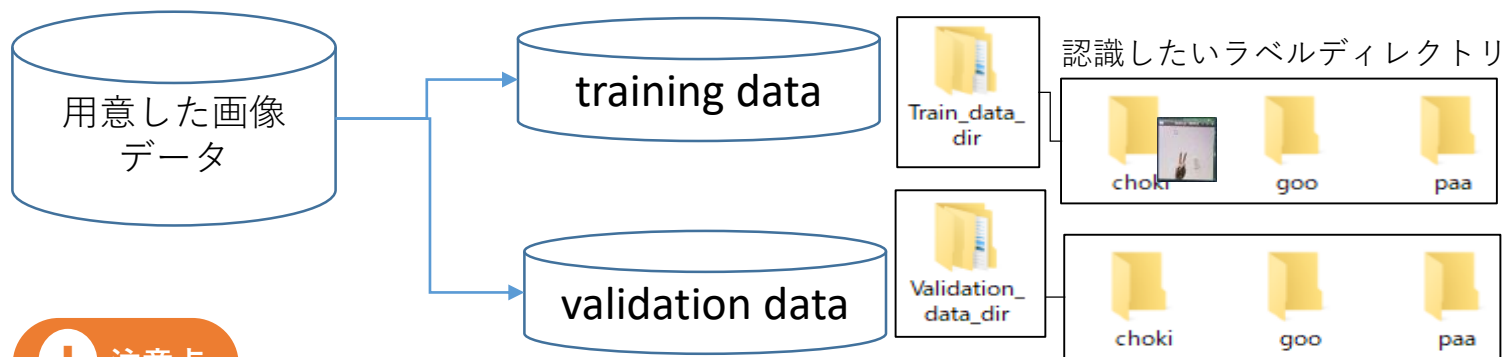 用意した画像
データ
training data
validation data
Train_data_
dir
認識したいラベルディレクトリ
choki
goo
paa
Validation_
data_dir
choki
goo
paa
注意点